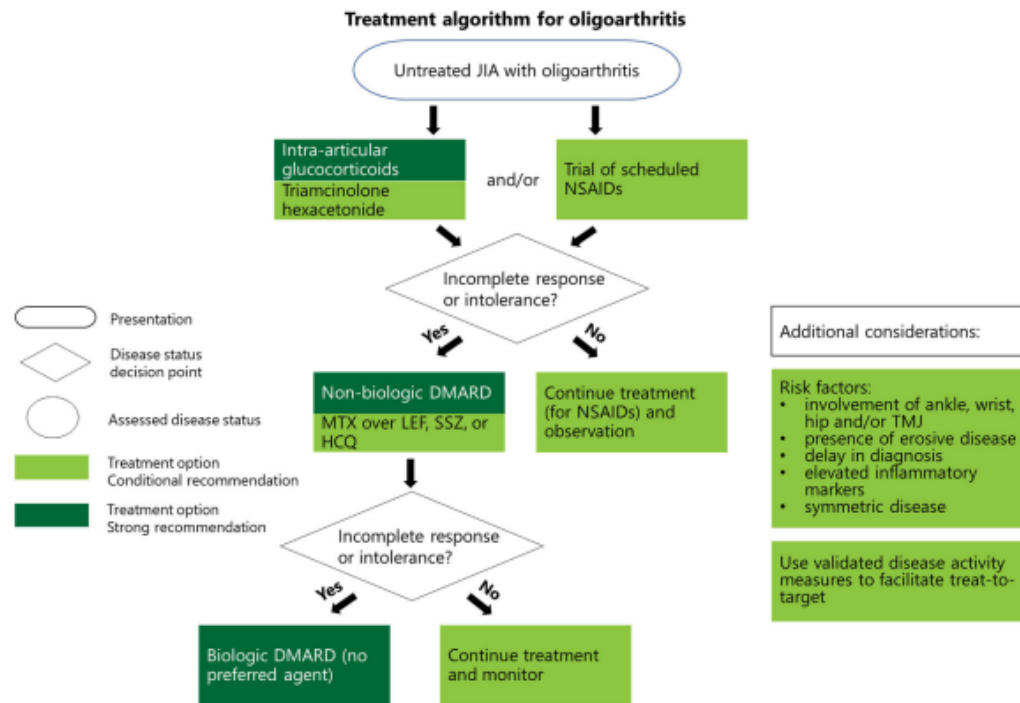 Treatment algorithm for oligoarthritis
Untreated JIA with oligoarthritis
Intra-articular
glucocorticoids
Triamcinolone
hexacetonide
and/or
Trial of scheduled
NSAIDs
Incomplete response
or intolerance?
Yes
No
Non-biologic DMARD
MTX over LEF, SSZ, or
HCQ
Continue treatment
(for NSAIDs) and
observation
Incomplete response
or intolerance?
Yes
No
Biologic DMARD (no
preferred agent)
Continue treatment
and monitor
Presentation
Disease status
decision point
Assessed disease status
Treatment option
Conditional recommendation
Treatment option
Strong recommendation
Additional considerations:
Risk factors:
• involvement of ankle, wrist,
hip and/or TMJ
• presence of erosive disease
• delay in diagnosis
• elevated inflammatory
markers
• symmetric disease
Use validated disease activity
measures to facilitate treat-to-
target